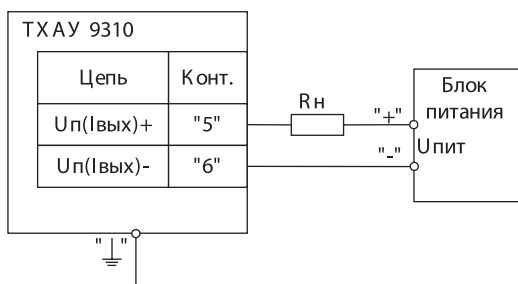 ТХАУ 9310
Цепь Конт.
Uп(Iвых)+ "5"
Uп(Iвых)- "6"
Rн
"+"
"-"
Блок
питания
Uпит
" "